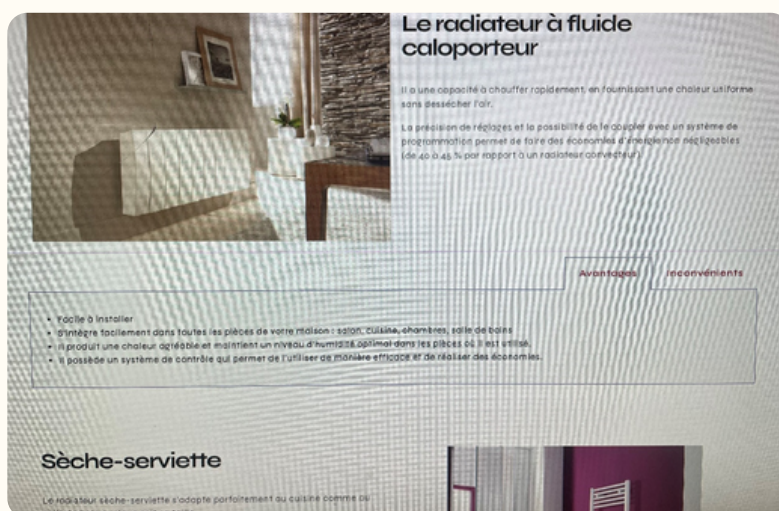 Le radiateur à fluide
caloporteur
Il a une capacité à chauffer rapidement, en fournissant une chaleur uniforme
sans dessécher l'air.
La précision de réglages et la possibilité de le coupler avec un système de
programmation permet de faire des économies d'énergie non négligeables
(de 40 à 45 % par rapport à un radiateur convecteur).
Avantages
Inconvénients
• Facile à installer
• S'intègre facilement dans toutes les pièces de votre maison : salon, cuisine, chambres, salle de bains
• Il produit une chaleur agréable et maintient un niveau d'humidité optimal dans les pièces où il est utilisé.
• Il possède un système de contrôle qui permet de l'utiliser de manière efficace et de réaliser des économies.
Sèche-serviette
Le radiateur sèche-serviette s'adapte parfaitement au cuisine comme au